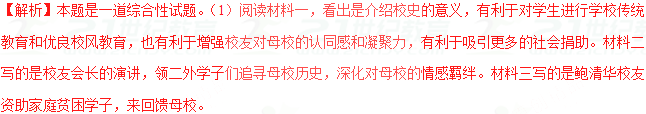 【解析】本题是一道综合性试题。（1）阅读材料一，看出是介绍校史的意义，有利于对学生进行学校传统
教育和优良校风教育，也有利于增强校友对母校的认同感和凝聚力，有利于吸引更多的社会捐助。材料二
写的是校友会长的演讲，领二外学子们追寻母校历史，深化对母校的情感羁绊。材料三写的是鲍清华校友
资助家庭贫困学子，来回馈母校。